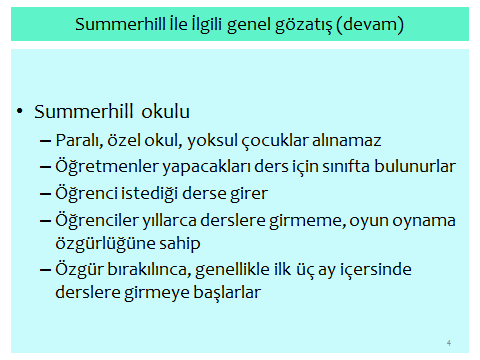 Summerhill İle İlgili genel gözatış (devam)
• Summerhill okulu
– Paralı, özel okul, yoksul çocuklar alınamaz
– Öğretmenler yapacakları ders için sınıfta bulunurlar
– Öğrenci istediği derse girer
– Öğrenciler yıllarca derslere girmeme, oyun oynama
özgürlüğüne sahip
– Özgür bırakılınca, genellikle ilk üç ay içersinde
derslere girmeye başlarlar
4